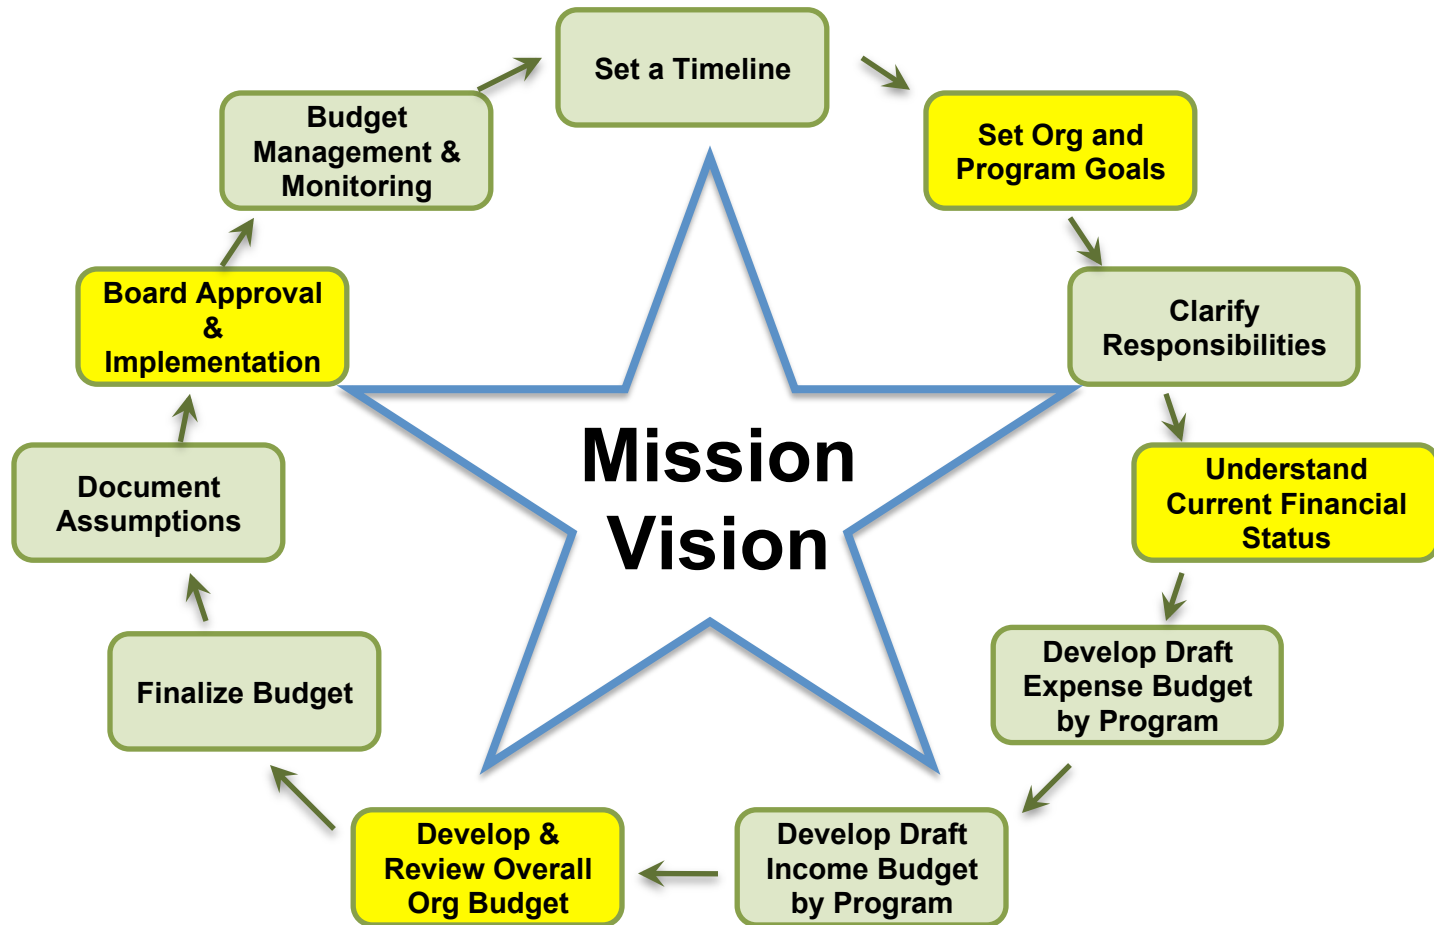 Set a Timeline
Set Org and
Program Goals
Clarify
Responsibilities
Understand
Current Financial
Status
Develop Draft
Expense Budget
by Program
Develop Draft
Income Budget
by Program
Develop &
Review Overall
Org Budget
Finalize Budget
Document
Assumptions
Board Approval
&
Implementation
Budget
Management &
Monitoring
Mission
Vision